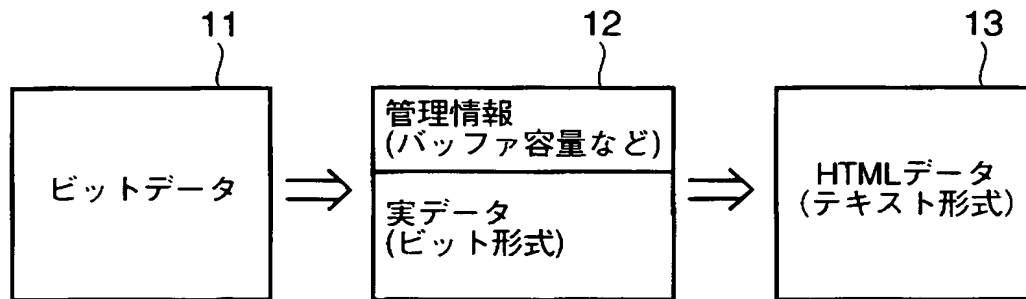 11
12
13
ビットデータ
管理情報
(バッファ容量など)
実データ
(ビット形式)
HTMLデータ
(テキスト形式)